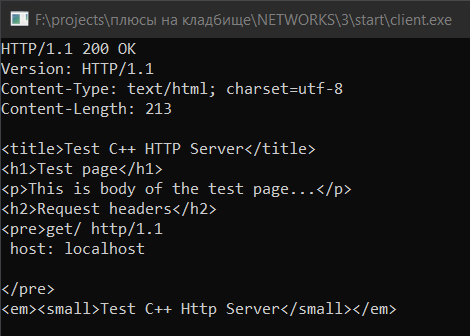 F:\projects\плюсы на кладбище\NETWORKS\3\start\client.exe
HTTP/1.1 200 OK
Version: HTTP/1.1
Content-Type: text/html; charset=utf-8
Content-Length: 213

<title>Test C++ HTTP Server</title>
<h1>Test page</h1>
<p>This is body of the test page...</p>
<h2>Request headers</h2>
<pre>get/ http/1.1
 host: localhost

</pre>
<em><small>Test C++ Http Server</small></em>